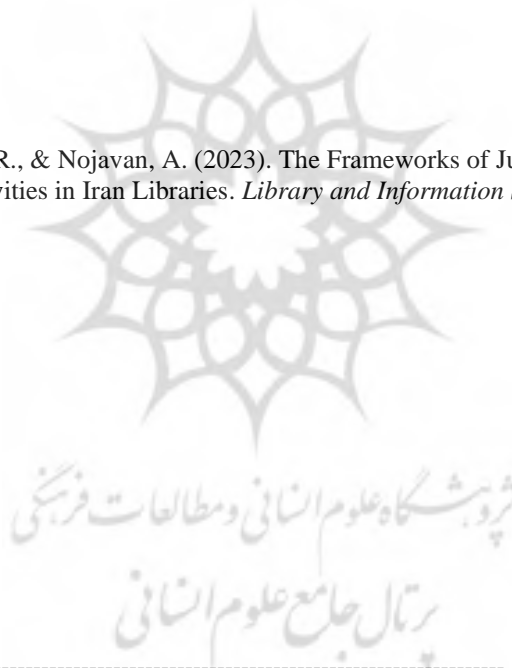 R., & Nojavan, A. (2023). The Frameworks of
vities in Iran Libraries. Library and Information
پژوهشگاه علوم انسانی و مطالعات فرهنگی
پرتال جامع علوم انسانی